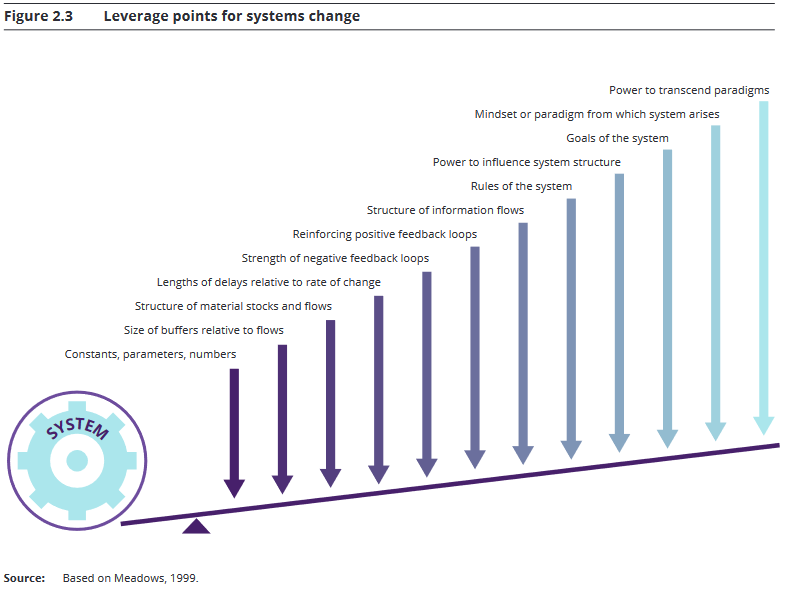 Figure 2.3 Leverage points for systems change
Power to transcend paradigms
Mindset or paradigm from which system arises
Goals of the system
Power to influence system structure
Rules of the system
Structure of information flows
Reinforcing positive feedback loops
Strength of negative feedback loops
Lengths of delays relative to rate of change
Structure of material stocks and flows
Size of buffers relative to flows
Constants, parameters, numbers
SYSTEM
Source: Based on Meadows, 1999.